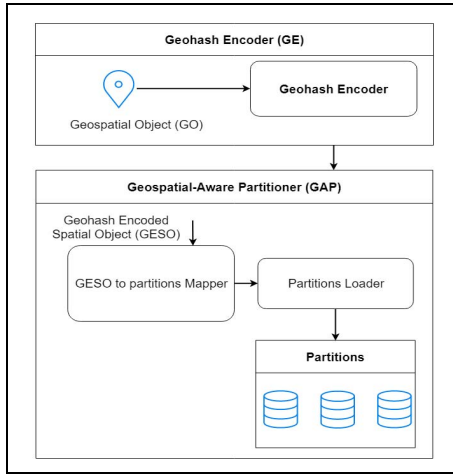 Geohash Encoder (GE)
Geohash Encoder
Geospatial Object (GO)
Geospatial-Aware Partitioner (GAP)
Geohash Encoded
Spatial Object (GESO)
GESO to partitions Mapper
Partitions Loader
Partitions